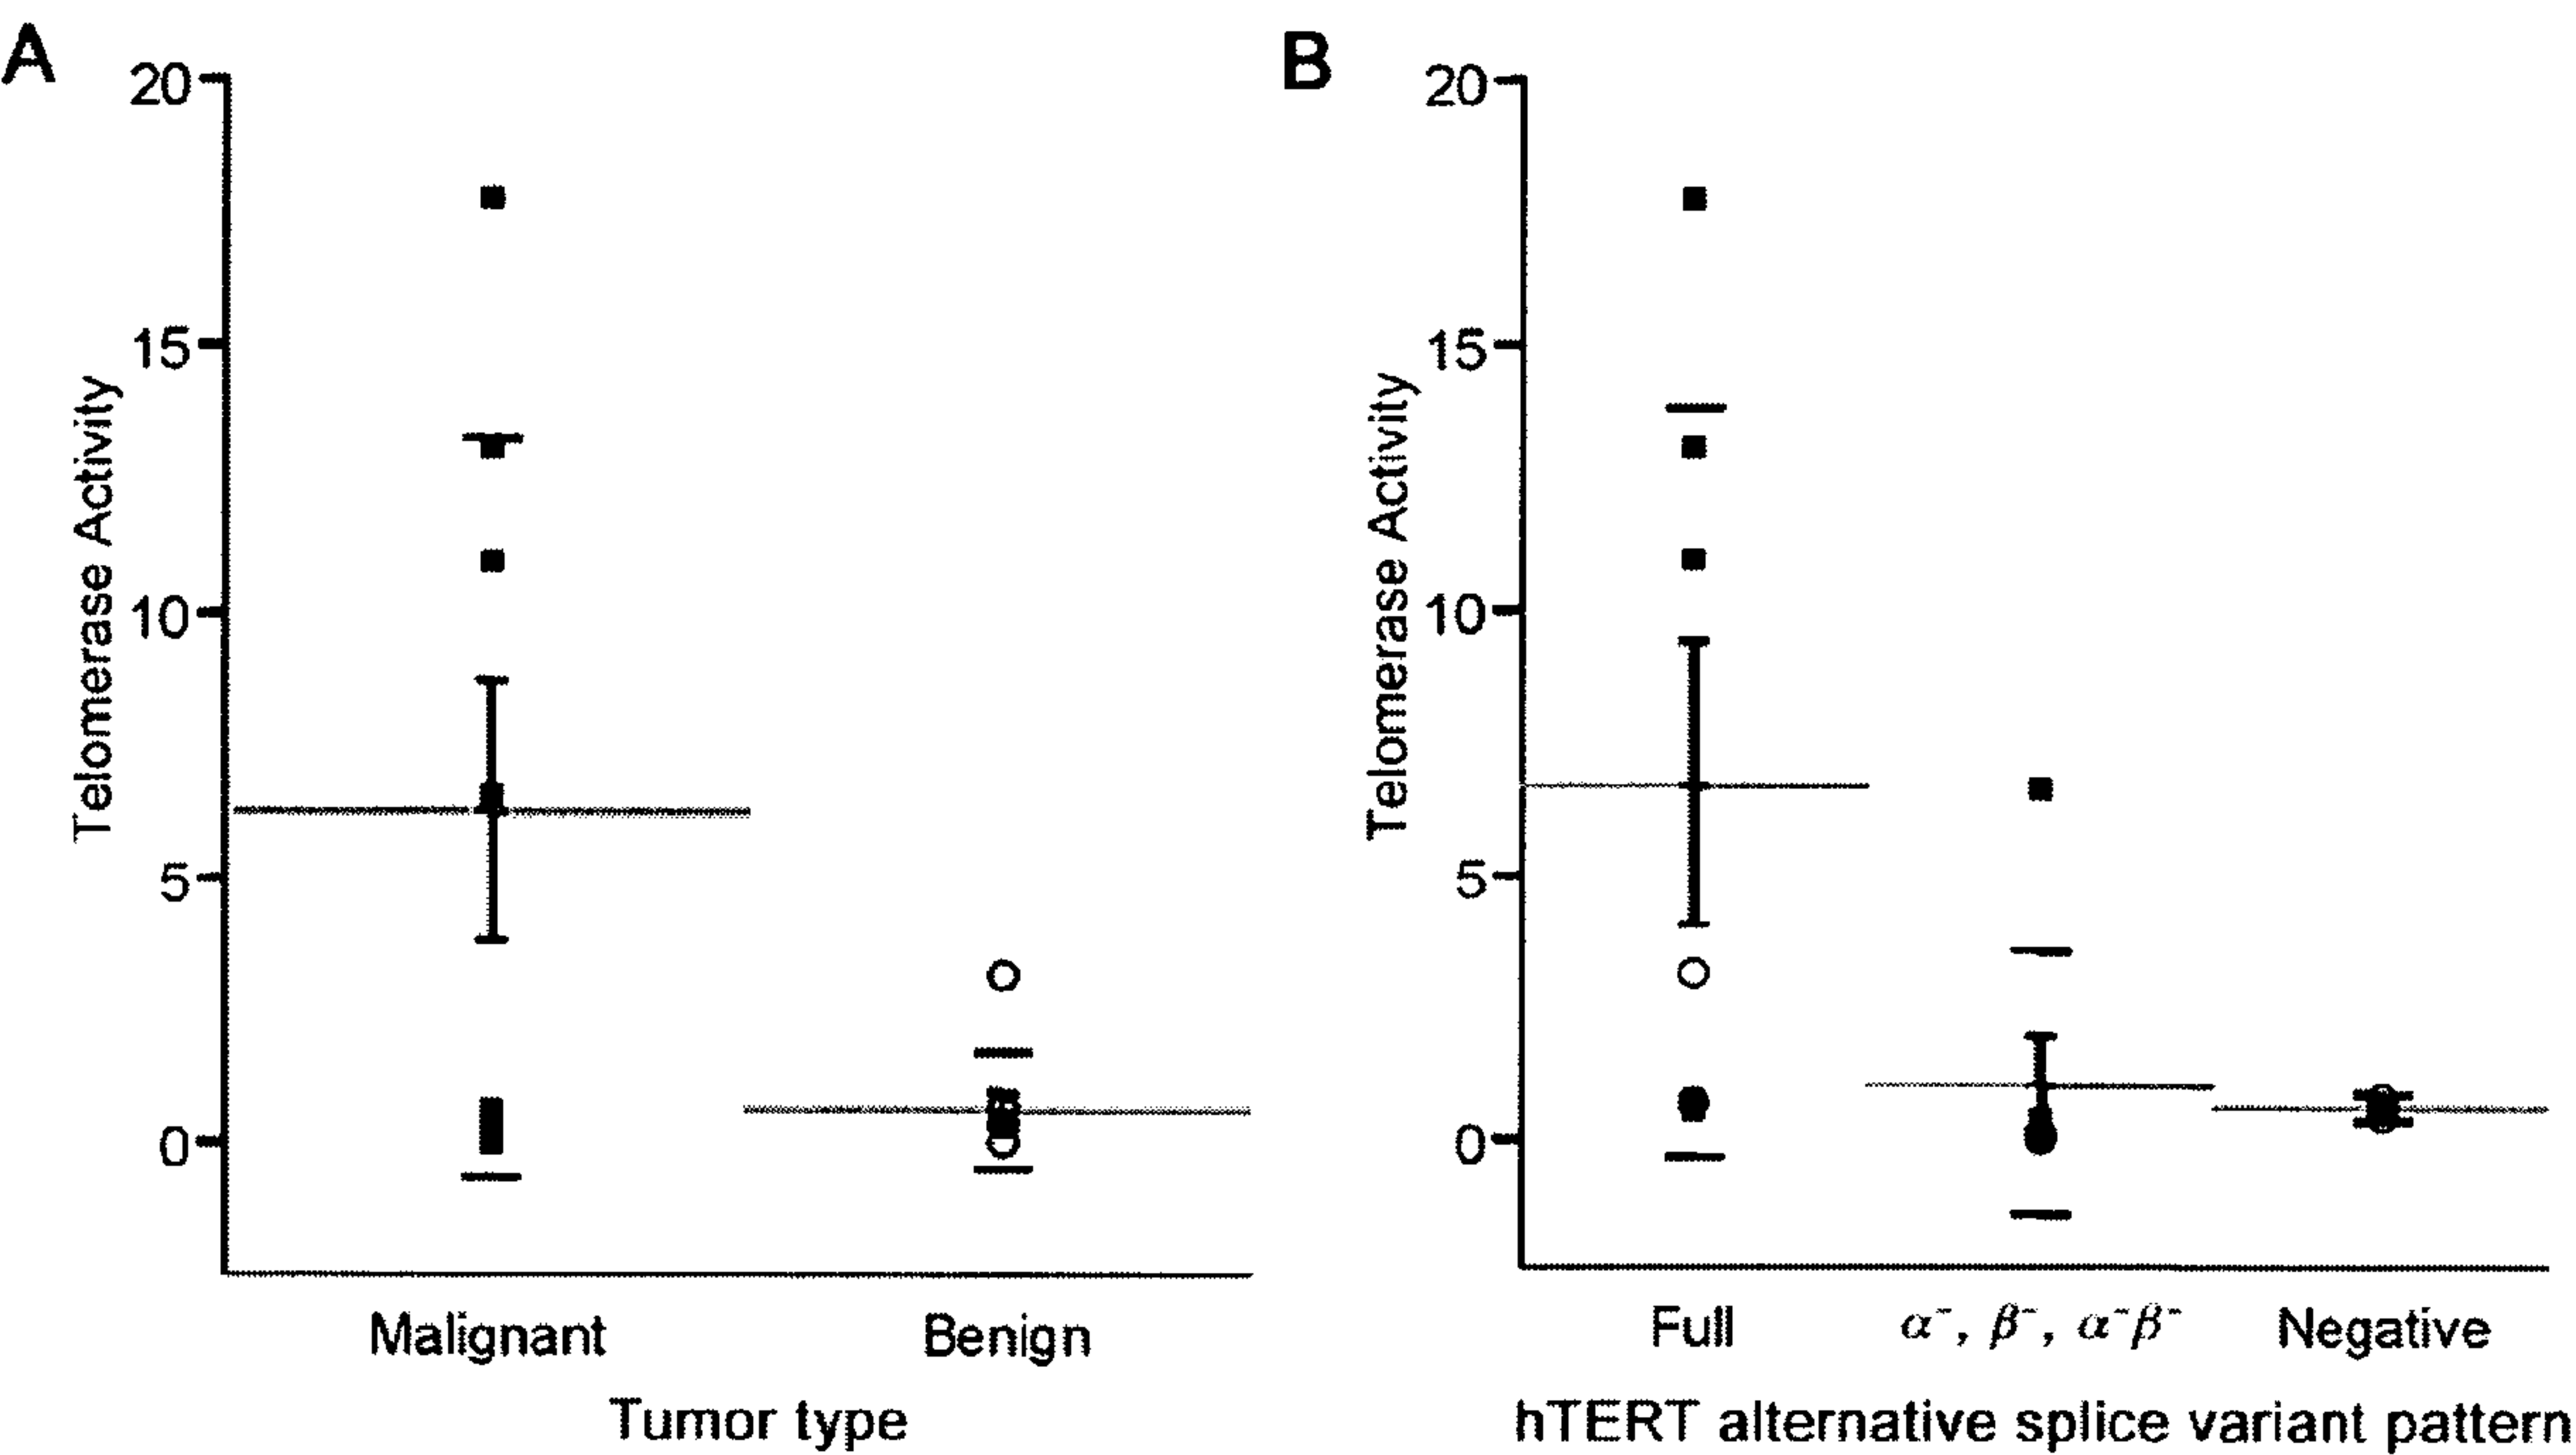 A
20
15
10
5
0
Telomerase Activity
Malignant Benign
Tumor type
B
20
15
10
5
0
Telomerase Activity
Full α⁻, β⁻, α⁻β⁻ Negative
hTERT alternative splice variant pattern